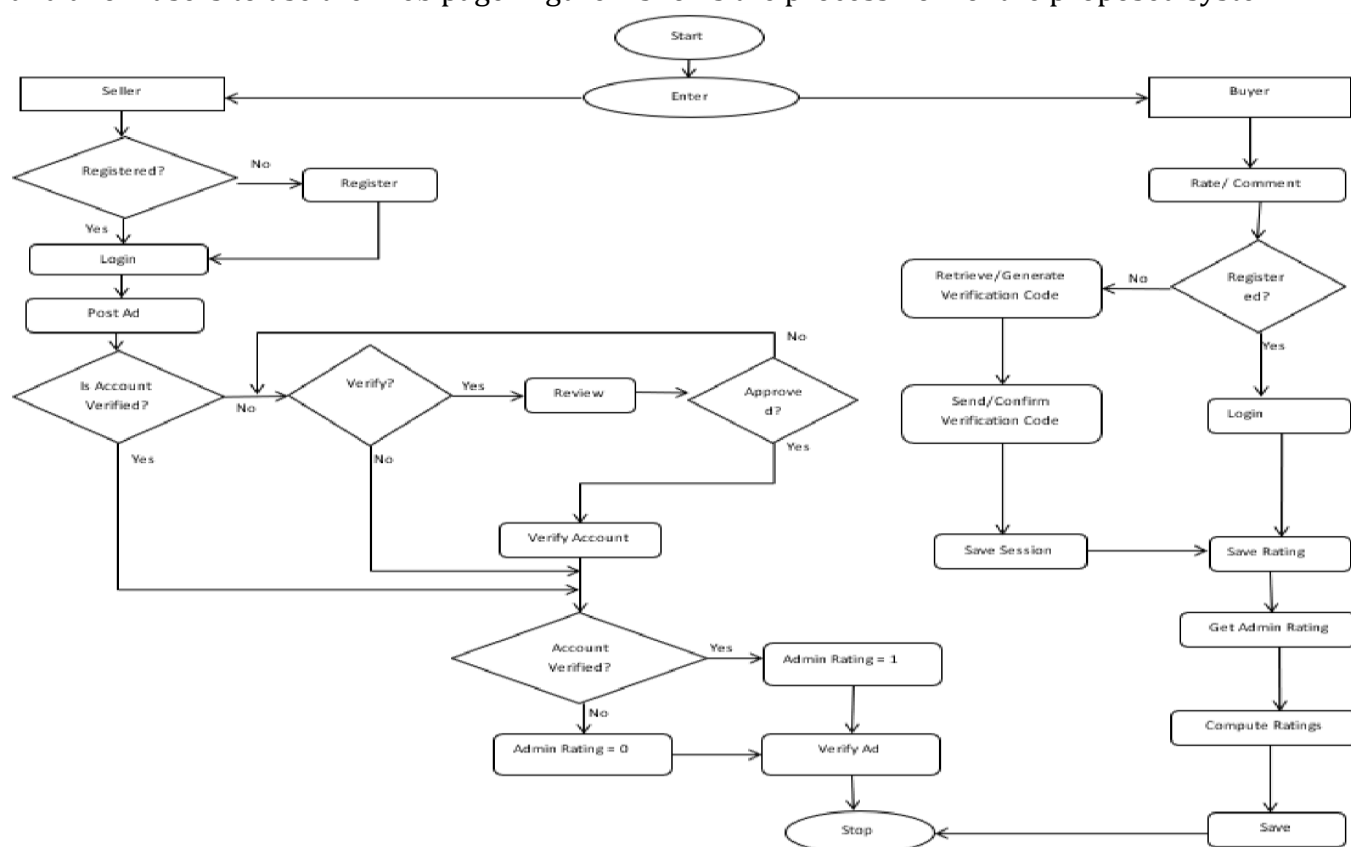 Start
Seller
Enter
Buyer
Registered?
No
Register
Rate/ Comment
Yes
Login
Retrieve/Generate
Verification Code
No
Register
ed?
Post Ad
No
Yes
Is Account
Verified?
No
Verify?
Yes
Review
Approve
d?
Send/Confirm
Verification Code
Login
Yes
No
Yes
Verify Account
Save Session
Save Rating
Get Admin Rating
Account
Verified?
Yes
Admin Rating = 1
No
Compute Ratings
Admin Rating = 0
Verify Ad
Stop
Save